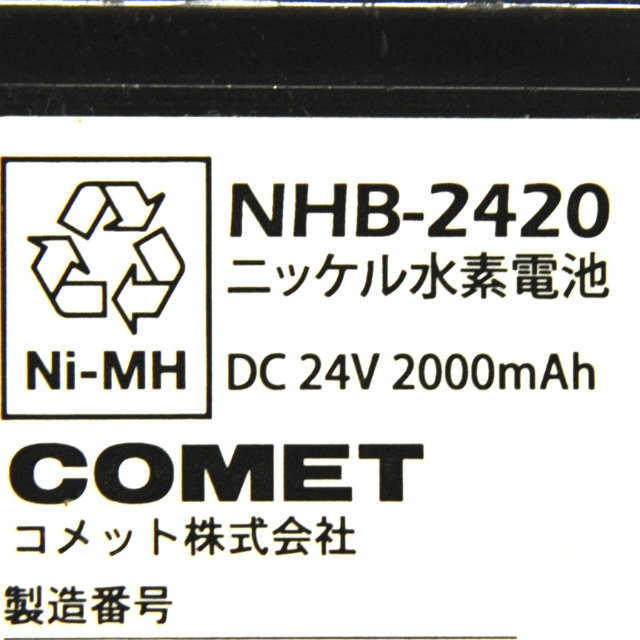 NHB-2420
ニッケル水素電池
Ni-MH
DC 24V 2000mAh
COMET
コメット株式会社
製造番号